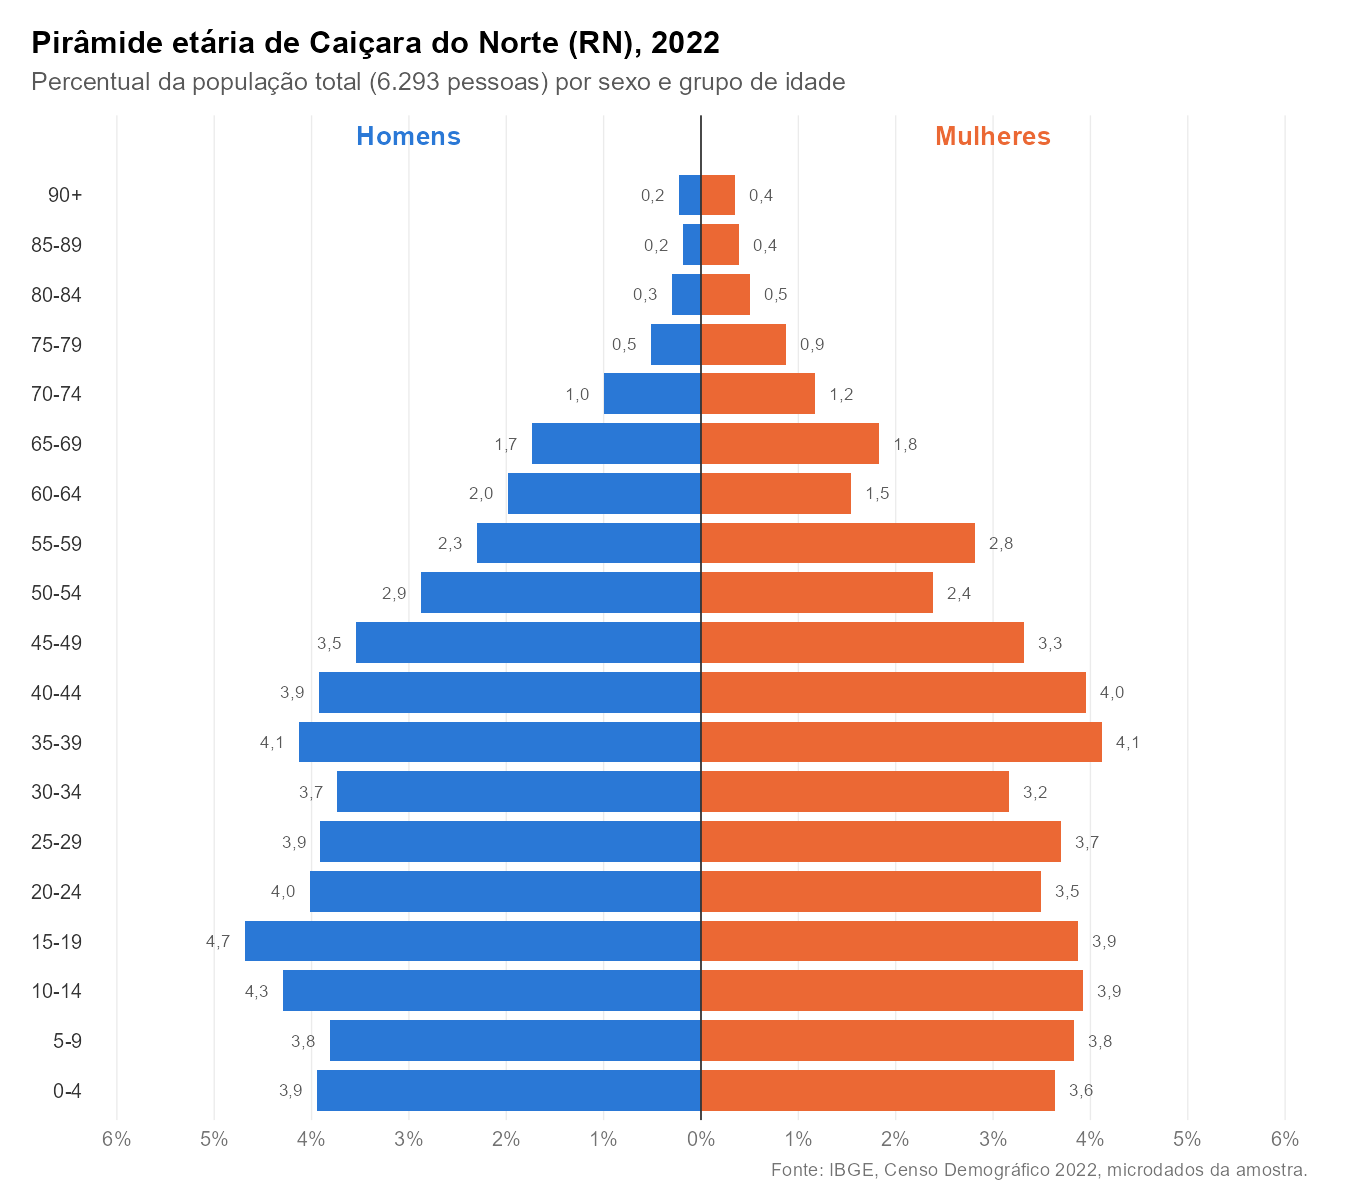 Pirâmide etária de Caiçara do Norte (RN), 2022
Percentual da população total (6.293 pessoas) por sexo e grupo de idade
Homens Mulheres
90+ 0,2 0,4
85-89 0,2 0,4
80-84 0,3 0,5
75-79 0,5 0,9
70-74 1,0 1,2
65-69 1,7 1,8
60-64 2,0 1,5
55-59 2,3 2,8
50-54 2,9 2,4
45-49 3,5 3,3
40-44 3,9 4,0
35-39 4,1 4,1
30-34 3,7 3,2
25-29 3,9 3,7
20-24 4,0 3,5
15-19 4,7 3,9
10-14 4,3 3,9
5-9 3,8 3,8
0-4 3,9 3,6
6% 5% 4% 3% 2% 1% 0% 1% 2% 3% 4% 5% 6%
Fonte: IBGE, Censo Demográfico 2022, microdados da amostra.